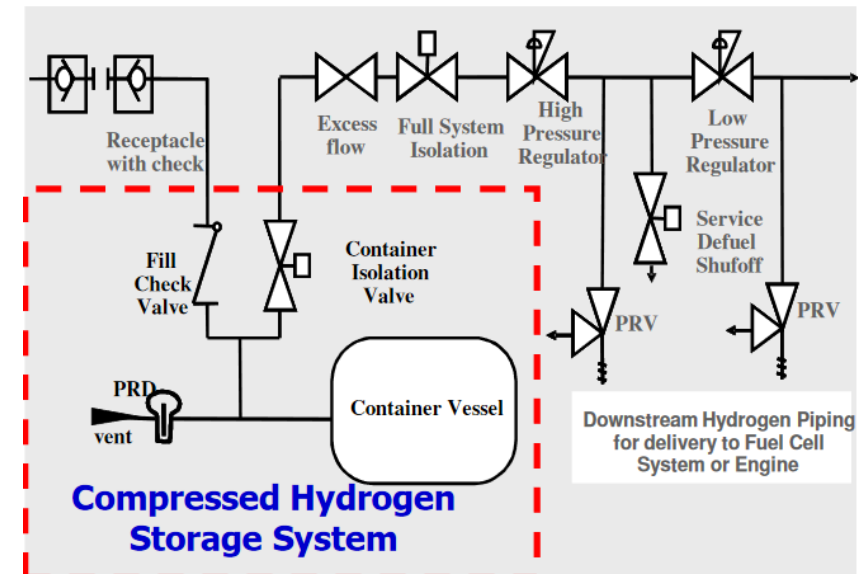 Receptacle
with check
Excess
flow
Full System
Isolation
High
Pressure
Regulator
Low
Pressure
Regulator
Service
Defuel
Shufoff
Fill
Check
Valve
Container
Isolation
Valve
PRV
PRV
PRD
vent
Container Vessel
Downstream Hydrogen Piping
for delivery to Fuel Cell
System or Engine
Compressed Hydrogen
Storage System